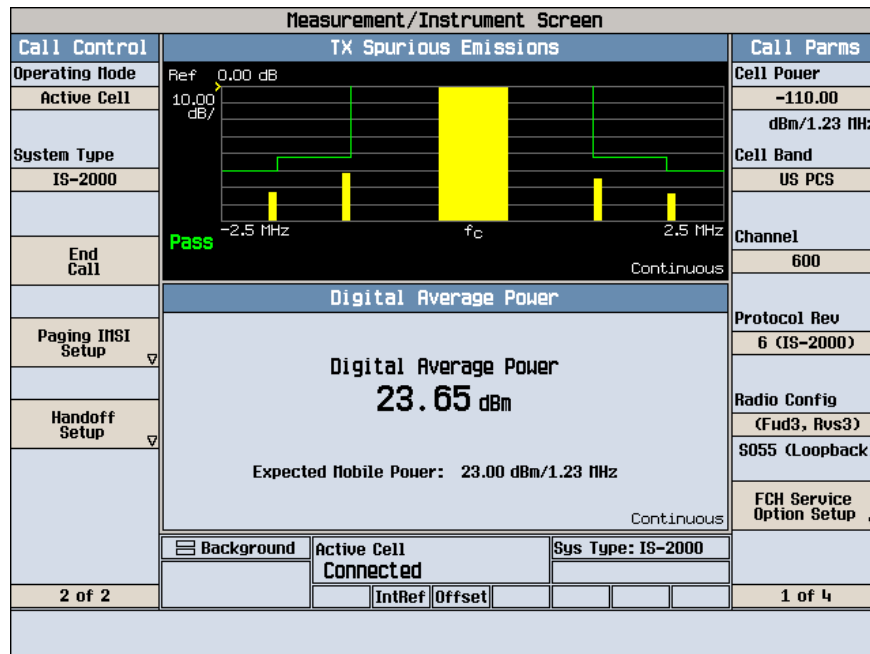 Measurement/Instrument Screen
Call Control
Operating Mode
Active Cell
System Type
IS-2000
End
Call
Paging IMSI
Setup
Handoff
Setup
2 of 2
TX Spurious Emissions
Ref 0.00 dB
10.00
dB/
Pass
-2.5 MHz
fc
2.5 MHz
Continuous
Digital Average Power
Digital Average Power
23.65 dBm
Expected Mobile Power: 23.00 dBm/1.23 MHz
Continuous
Background
Active Cell
Connected
Sys Type: IS-2000
IntRef
Offset
Call Parms
Cell Power
-110.00
dBm/1.23 MHz
Cell Band
US PCS
Channel
600
Protocol Rev
6 (IS-2000)
Radio Config
(Fwd3, Rvs3)
SO55 (Loopback
FCH Service
Option Setup
1 of 4